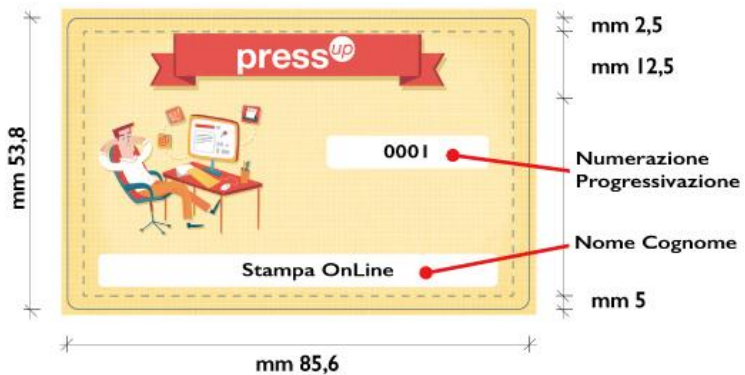 press up
mm 2,5
mm 12,5
mm 53,8
0001
Numerazione
Progressivazione
Nome Cognome
Stampa OnLine
mm 5
mm 85,6